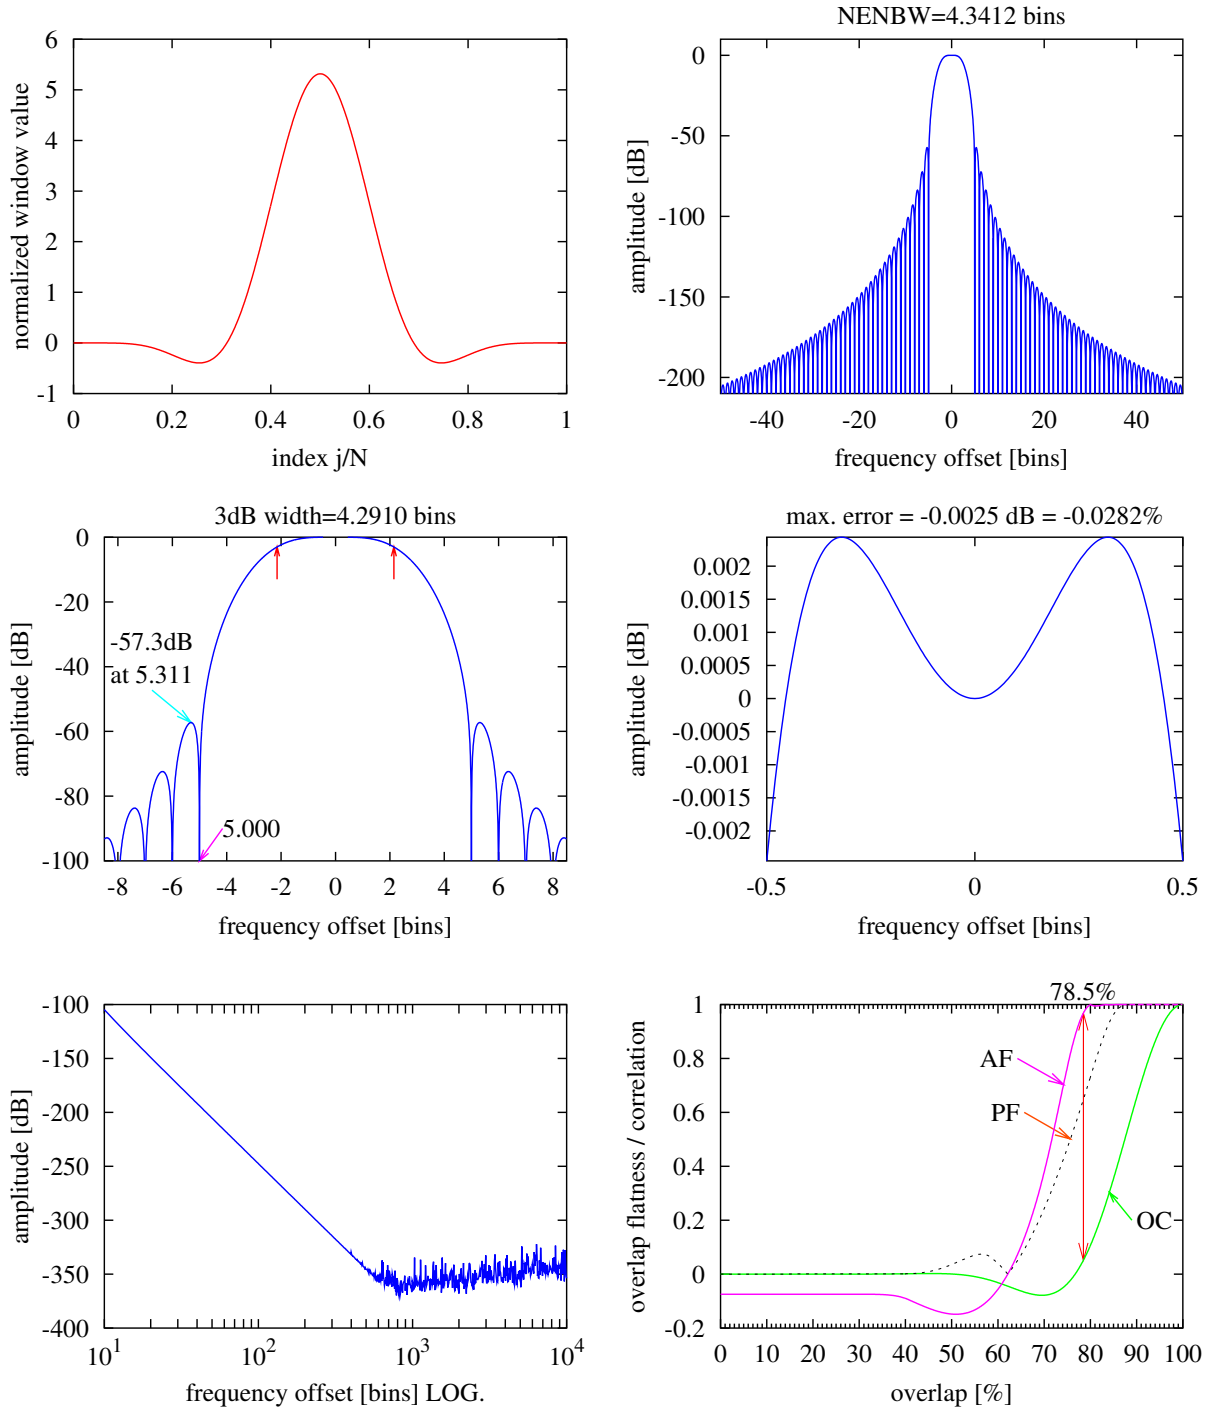 NENBW=4.3412 bins
normalized window value
6
5
4
3
2
1
0
-1
0 0.2 0.4 0.6 0.8 1
index j/N
amplitude [dB]
0
-50
-100
-150
-200
-40 -20 0 20 40
frequency offset [bins]
3dB width=4.2910 bins
amplitude [dB]
0
-20
-40
-60
-80
-100
-57.3dB
at 5.311
5.000
-8 -6 -4 -2 0 2 4 6 8
frequency offset [bins]
max. error = -0.0025 dB = -0.0282%
amplitude [dB]
0.002
0.0015
0.001
0.0005
0
-0.0005
-0.001
-0.0015
-0.002
-0.5 0 0.5
frequency offset [bins]
amplitude [dB]
-100
-150
-200
-250
-300
-350
-400
10^1 10^2 10^3 10^4
frequency offset [bins] LOG.
78.5%
overlap flatness / correlation
1
0.8
0.6
0.4
0.2
0
-0.2
AF
PF
OC
0 10 20 30 40 50 60 70 80 90 100
overlap [%]